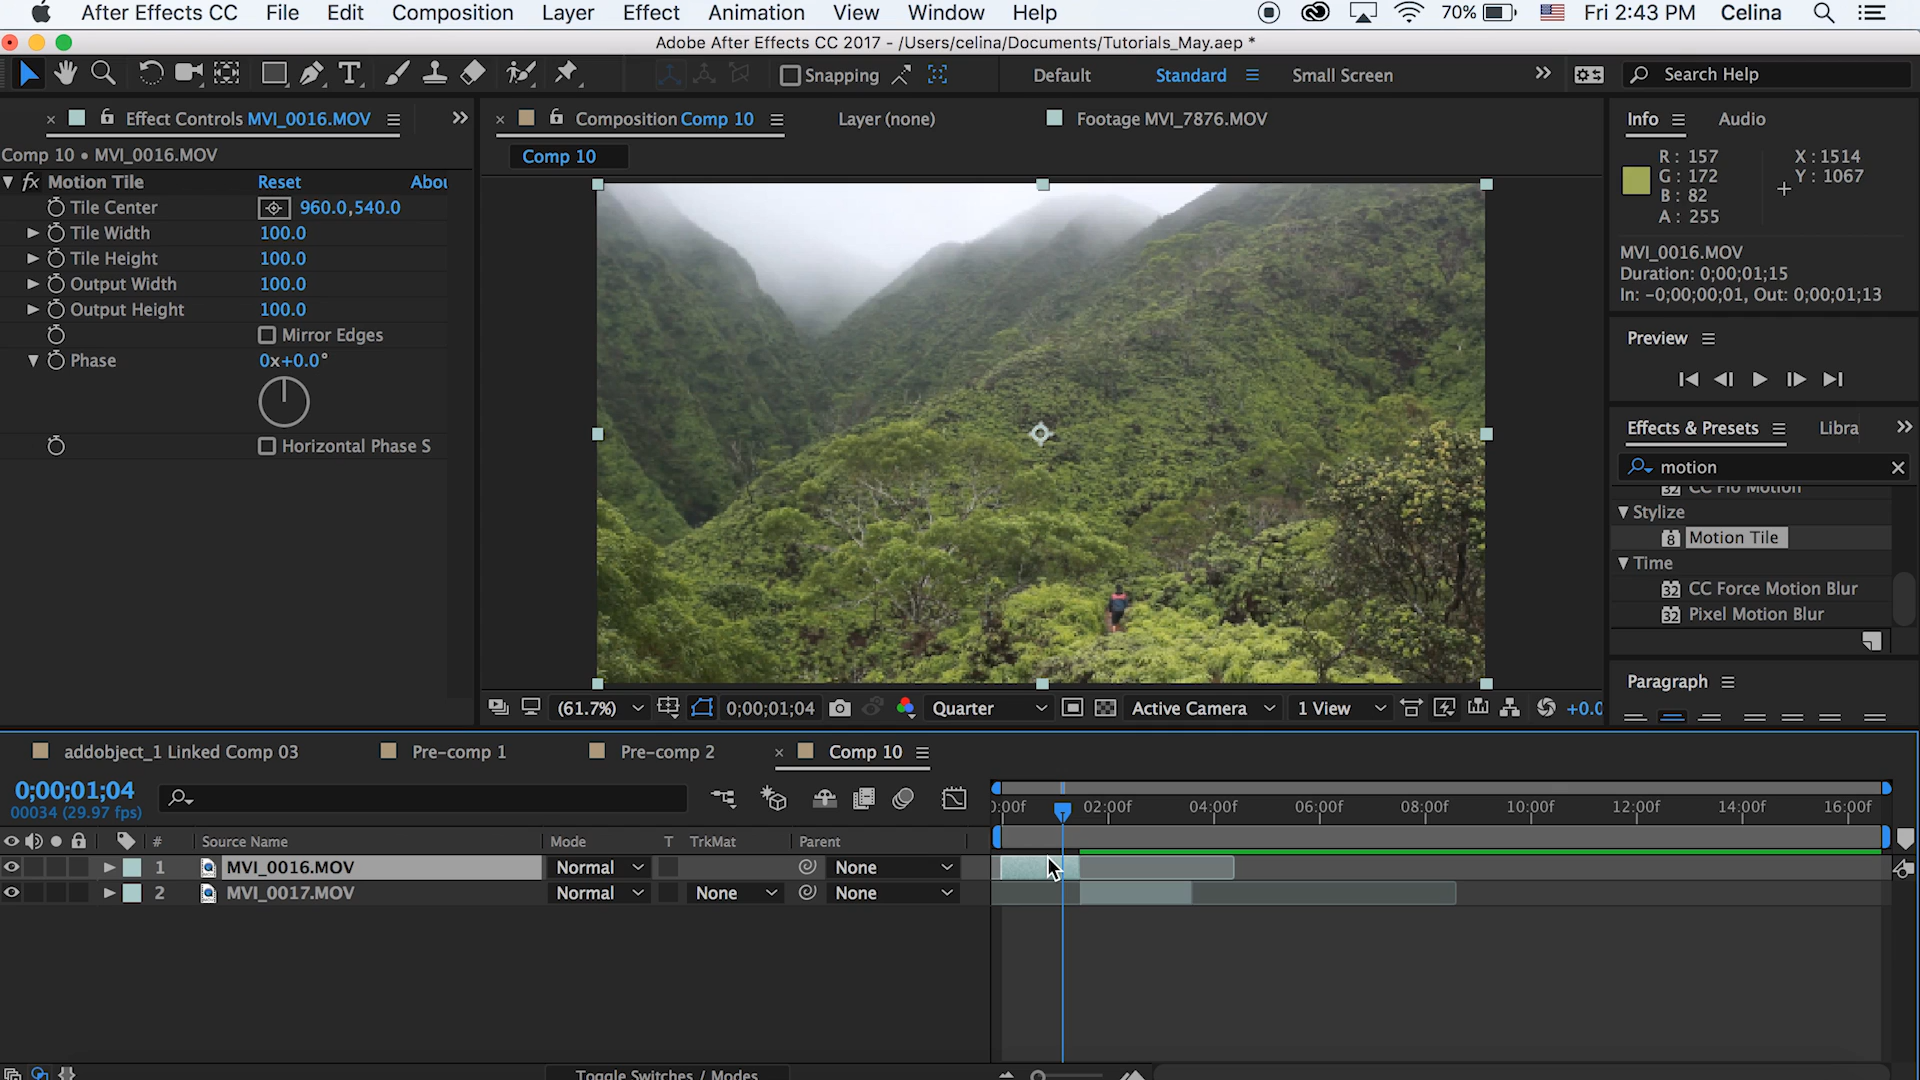 After Effects CC File Edit Composition Layer Effect Animation View Window Help 70% Fri 2:43 PM Celina
Adobe After Effects CC 2017 - /Users/celina/Documents/Tutorials_May.aep *
Snapping Default Standard Small Screen Search Help
Effect Controls MVI_0016.MOV
Comp 10 • MVI_0016.MOV
fx Motion Tile Reset Abou
Tile Center 960.0,540.0
Tile Width 100.0
Tile Height 100.0
Output Width 100.0
Output Height 100.0
Mirror Edges
Phase 0x+0.0°
Horizontal Phase S
Composition Comp 10 Layer (none) Footage MVI_7876.MOV
Comp 10
(61.7%) 0;00;01;04 Quarter Active Camera 1 View +0.0
Info Audio
R: 157 X: 1514
G: 172 Y: 1067
B: 82
A: 255
MVI_0016.MOV
Duration: 0;00;01;15
In: -0;00;00;01, Out: 0;00;01;13
Preview
Effects & Presets Libra
motion
CC Flo Motion
Stylize
8 Motion Tile
Time
32 CC Force Motion Blur
32 Pixel Motion Blur
Paragraph
addobject_1 Linked Comp 03 Pre-comp 1 Pre-comp 2 Comp 10
0;00;01;04
00034 (29.97 fps)
0:00f 02:00f 04:00f 06:00f 08:00f 10:00f 12:00f 14:00f 16:00f
# Source Name Mode T TrkMat Parent
1 MVI_0016.MOV Normal None
2 MVI_0017.MOV Normal None None
Toggle Switches / Modes